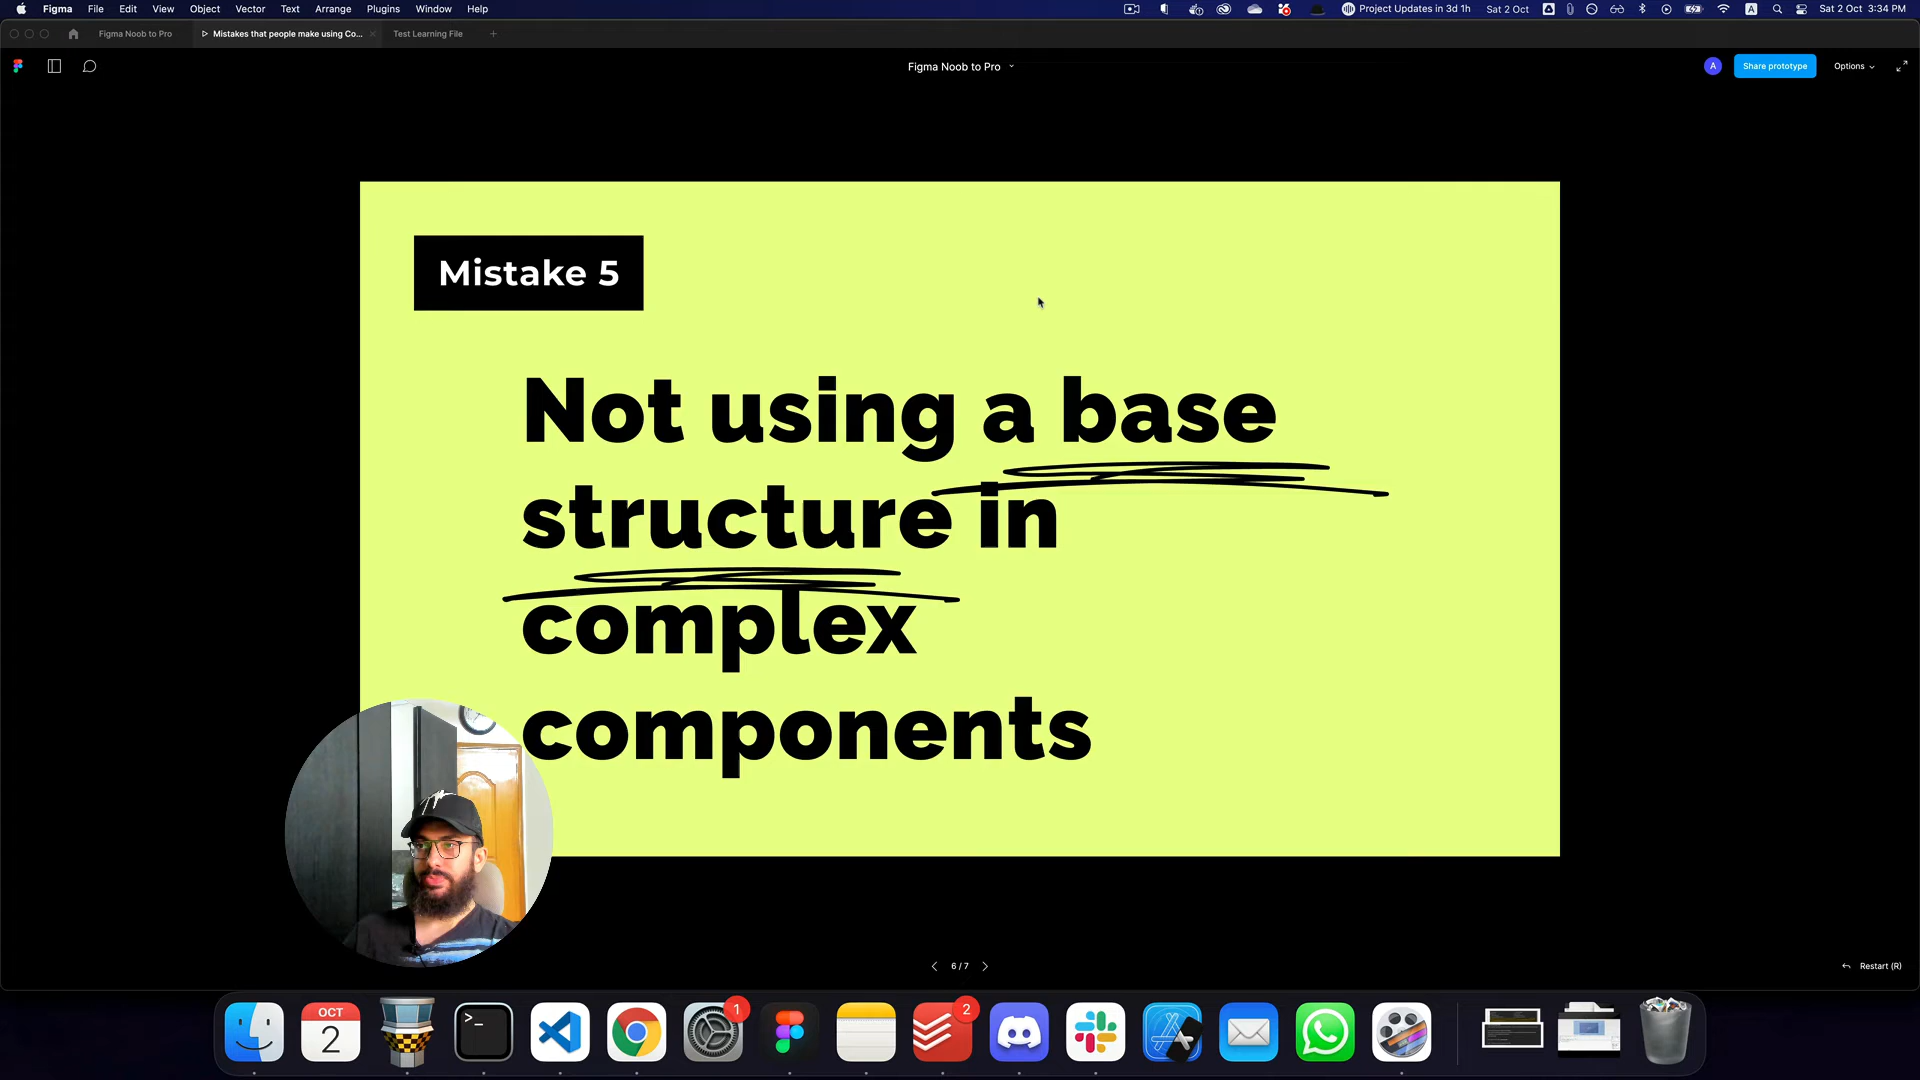 Figma File Edit View Object Vector Text Arrange Plugins Window Help Project Updates in 3d 1h Sat 2 Oct A Sat 2 Oct 3:34 PM
Figma Noob to Pro Mistakes that people make using Co... Test Learning File
Figma Noob to Pro A Share prototype Options
Mistake 5
Not using a base
structure in
complex
components
6 / 7 Restart (R)
OCT
2
>_
1
2